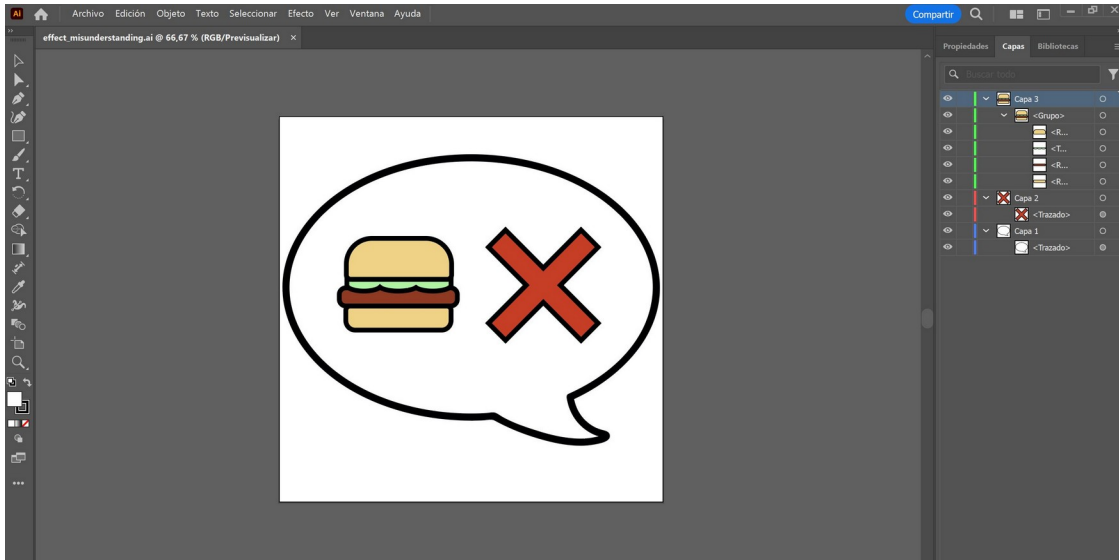 Ai Archivo Edición Objeto Texto Seleccionar Efecto Ver Ventana Ayuda Compartir
effect_misunderstanding.ai @ 66,67 % (RGB/Previsualizar) ×
Propiedades Capas Bibliotecas
Buscar todo
Capa 3
<Grupo>
<R...
<T...
<R...
<R...
Capa 2
<Trazado>
Capa 1
<Trazado>